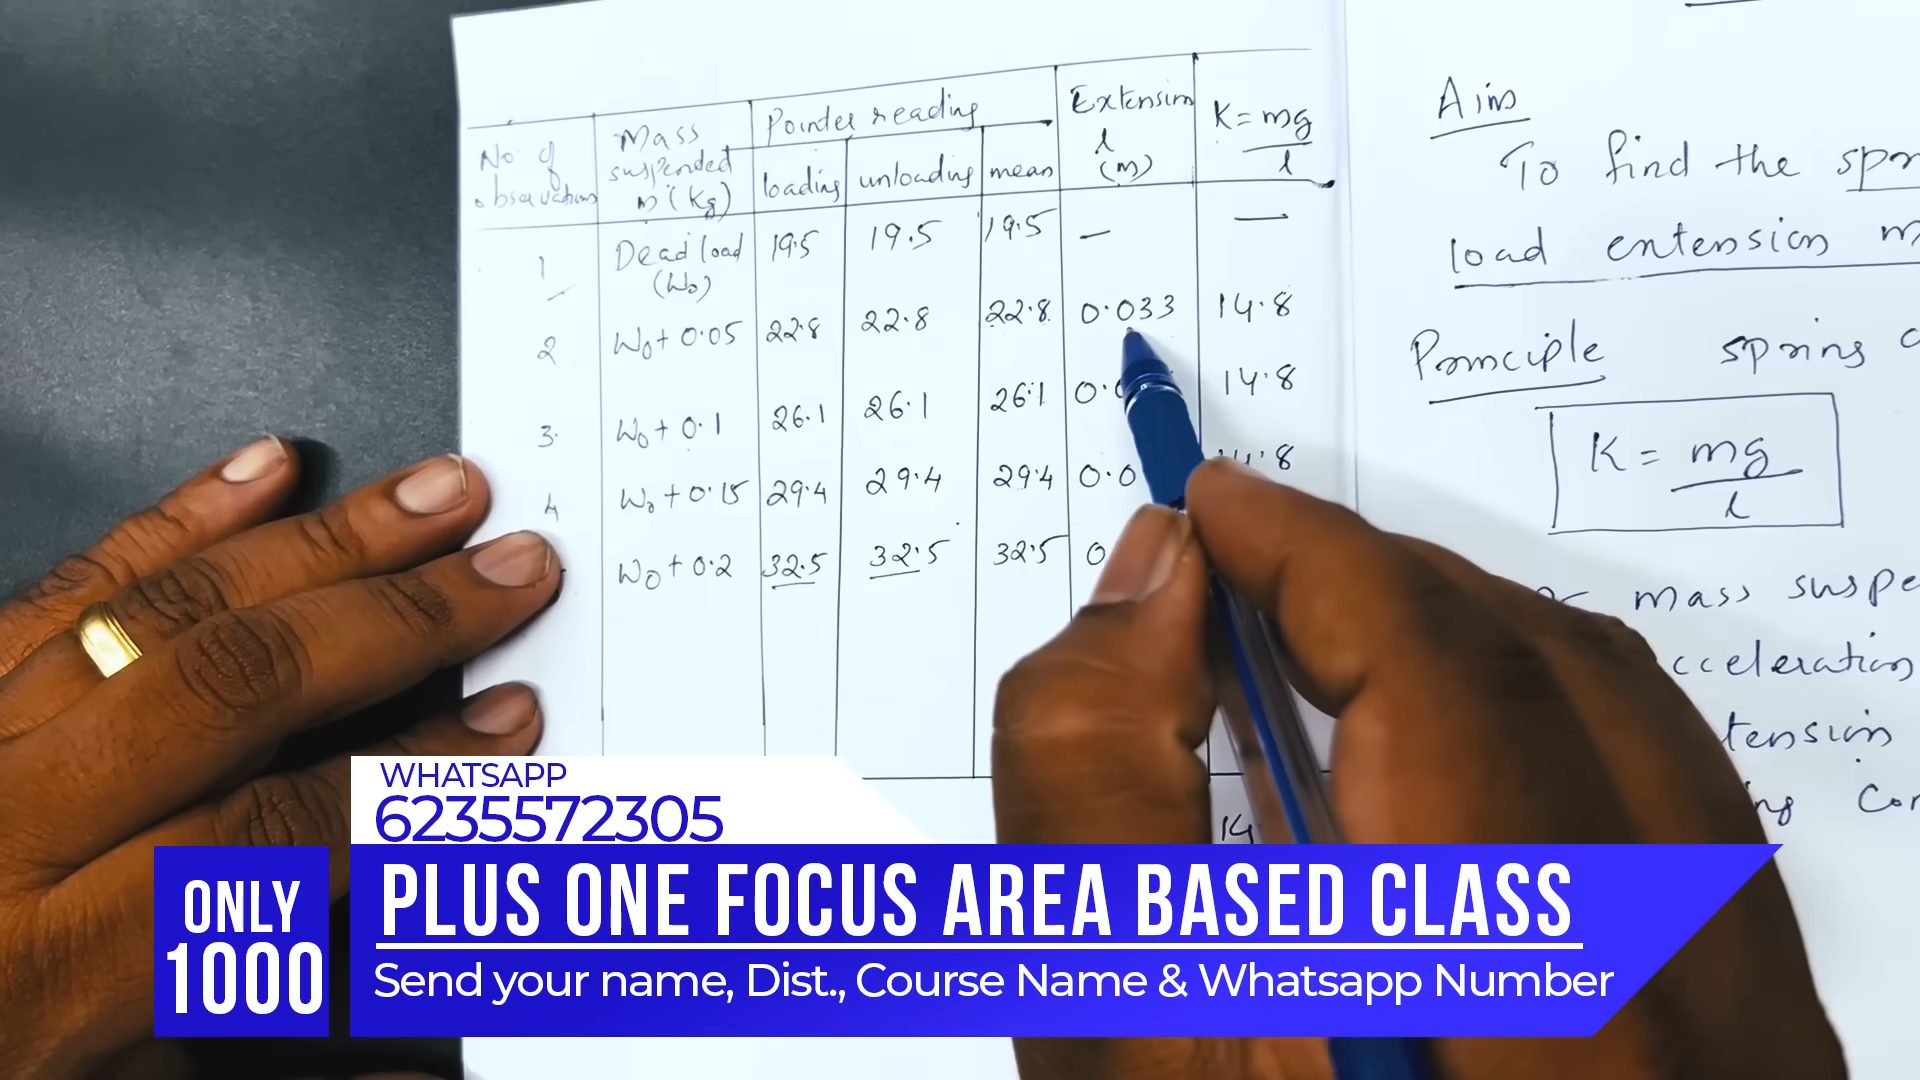 No. of observations
Mass suspended m (Kg)
Pointer reading
loading unloading mean
Extension l (m)
K = mg/l
1 Dead load (W0) 19.5 19.5 19.5 — —
2 W0 + 0.05 22.8 22.8 22.8 0.033 14.8
3. W0 + 0.1 26.1 26.1 26.1 14.8
4 W0 + 0.15 29.4 29.4 29.4 0.0
W0 + 0.2 32.5 32.5 32.5 0
14
Aim
To find the
load extension
Principle spring
K = mg/l
mass
WHATSAPP
6235572305
ONLY
1000
PLUS ONE FOCUS AREA BASED CLASS
Send your name, Dist., Course Name & Whatsapp Number